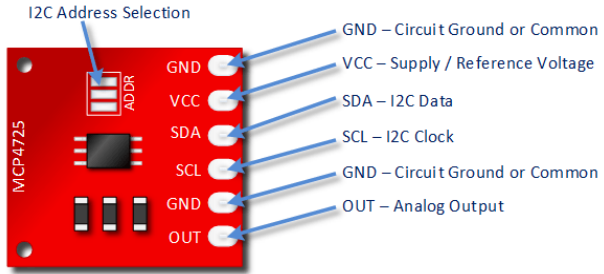 I2C Address Selection
GND – Circuit Ground or Common
VCC – Supply / Reference Voltage
SDA – I2C Data
SCL – I2C Clock
GND – Circuit Ground or Common
OUT – Analog Output
MCP4725
ADDR
GND
VCC
SDA
SCL
GND
OUT